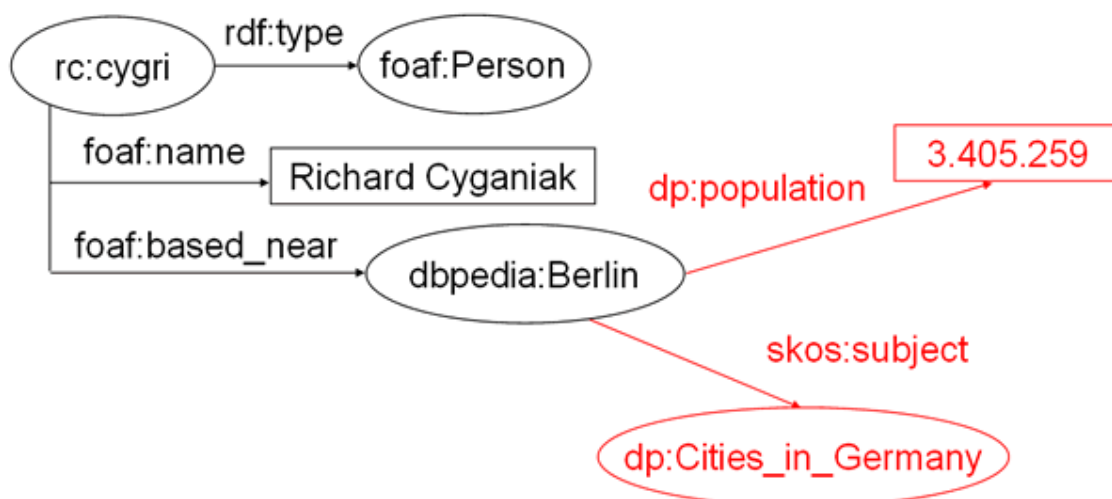 rdf:type
rc:cygri
foaf:Person
foaf:name
3.405.259
Richard Cyganiak
dp:population
foaf:based_near
dbpedia:Berlin
skos:subject
dp:Cities_in_Germany